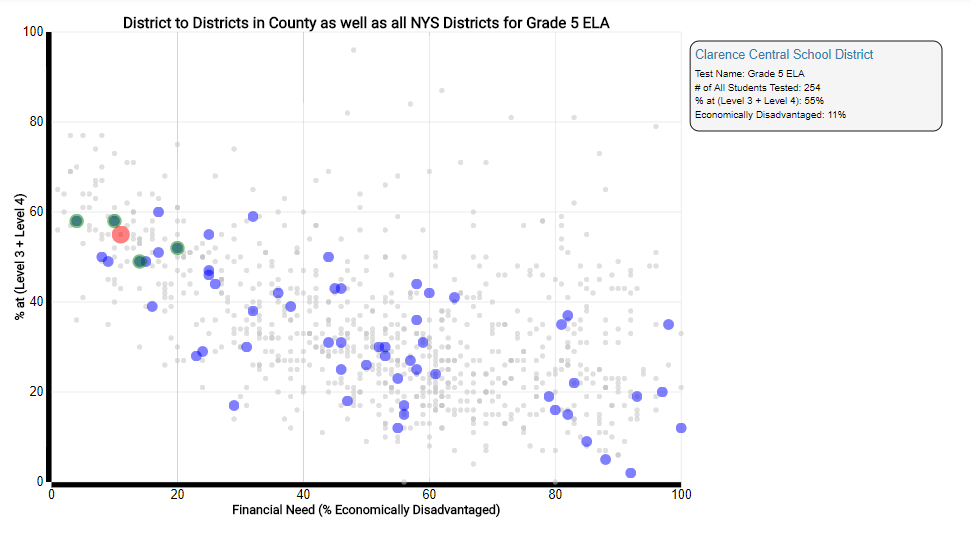 District to Districts in County as well as all NYS Districts for Grade 5 ELA
Clarence Central School District
Test Name: Grade 5 ELA
# of All Students Tested: 254
% at (Level 3 + Level 4): 55%
Economically Disadvantaged: 11%
% at (Level 3 + Level 4)
100
80
60
40
20
0
0 20 40 60 80 100
Financial Need (% Economically Disadvantaged)